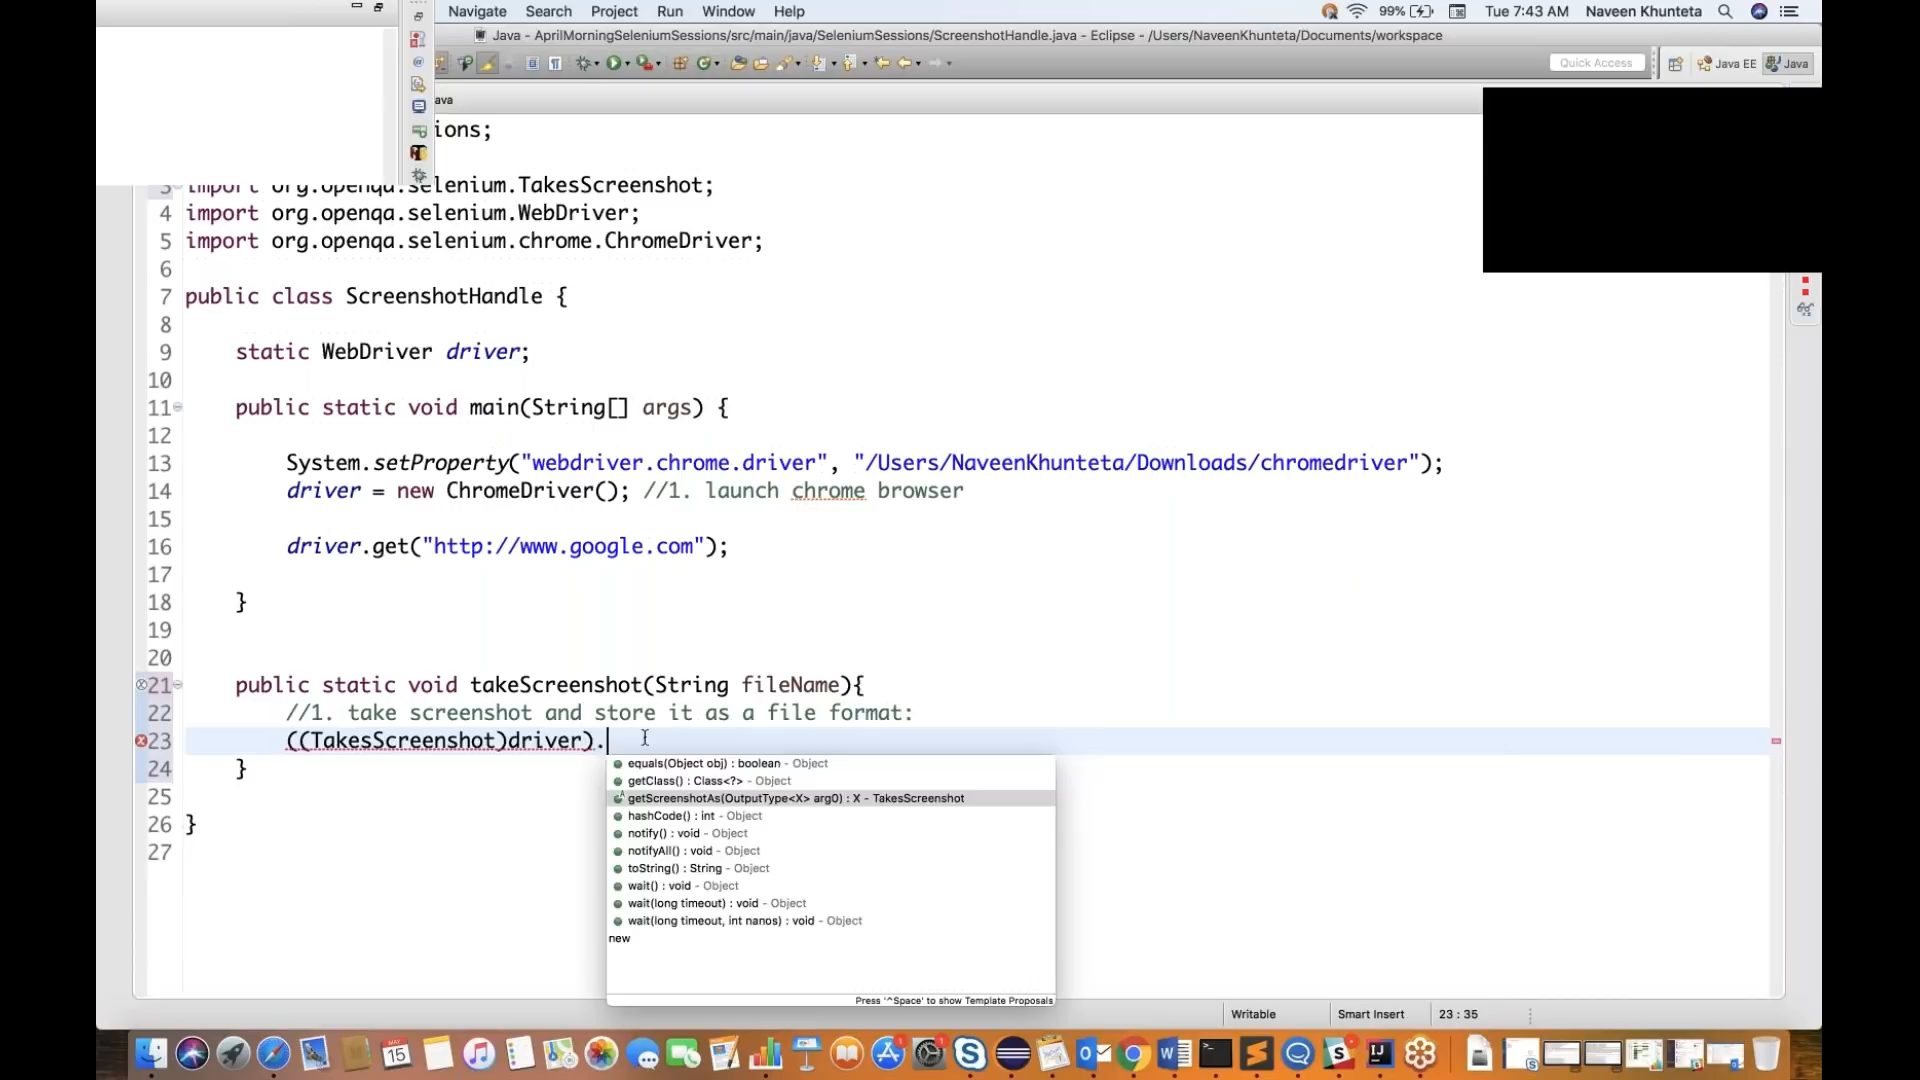 Navigate Search Project Run Window Help 99% Tue 7:43 AM Naveen Khunteta
Java - AprilMorningSeleniumSessions/src/main/java/SeleniumSessions/ScreenshotHandle.java - Eclipse - /Users/NaveenKhunteta/Documents/workspace
Quick Access Java EE Java
ava
ions;
3 import org.openqa.selenium.TakesScreenshot;
4 import org.openqa.selenium.WebDriver;
5 import org.openqa.selenium.chrome.ChromeDriver;
6
7 public class ScreenshotHandle {
8
9 static WebDriver driver;
10
11 public static void main(String[] args) {
12
13 System.setProperty("webdriver.chrome.driver", "/Users/NaveenKhunteta/Downloads/chromedriver");
14 driver = new ChromeDriver(); //1. launch chrome browser
15
16 driver.get("http://www.google.com");
17
18 }
19
20
21 public static void takeScreenshot(String fileName){
22 //1. take screenshot and store it as a file format:
23 ((TakesScreenshot)driver).
24 }
25
26 }
27
equals(Object obj) : boolean - Object
getClass() : Class<?> - Object
getScreenshotAs(OutputType<X> arg0) : X - TakesScreenshot
hashCode() : int - Object
notify() : void - Object
notifyAll() : void - Object
toString() : String - Object
wait() : void - Object
wait(long timeout) : void - Object
wait(long timeout, int nanos) : void - Object
new
Press '^Space' to show Template Proposals
Writable Smart Insert 23 : 35
15